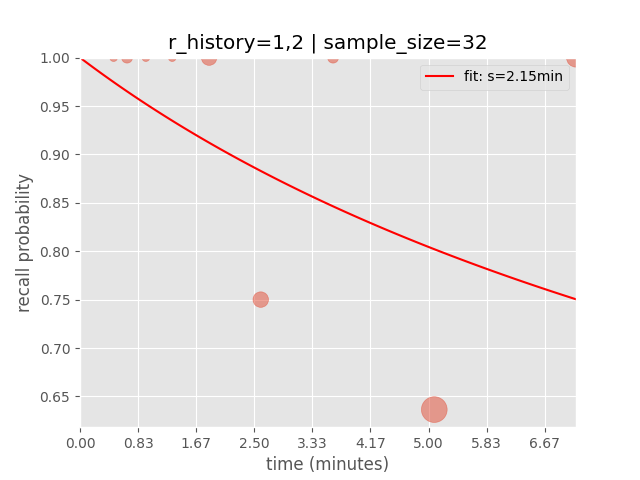 r_history=1,2 | sample_size=32
fit: s=2.15min
recall probability
1.00
0.95
0.90
0.85
0.80
0.75
0.70
0.65
0.00 0.83 1.67 2.50 3.33 4.17 5.00 5.83 6.67
time (minutes)